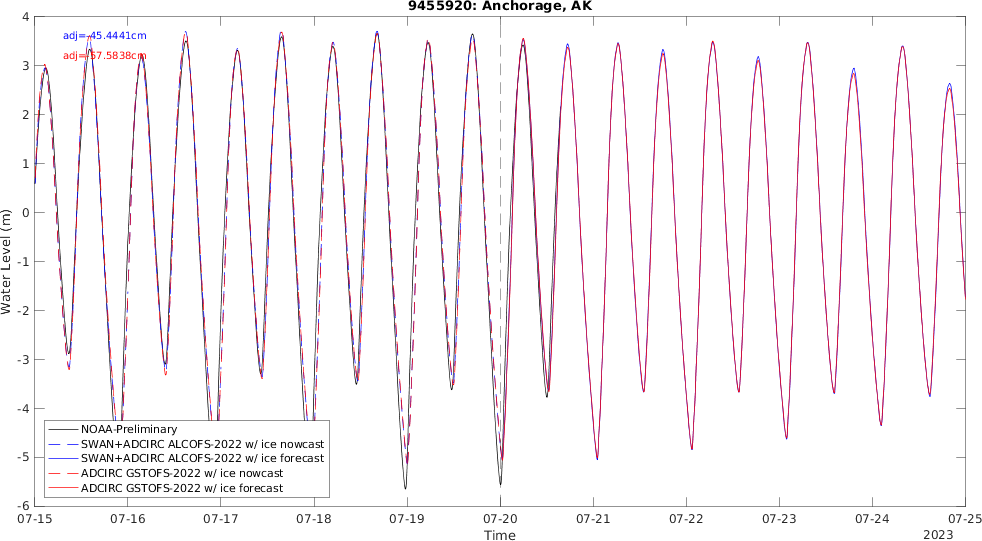 9455920: Anchorage, AK
adj=-45.4441cm
adj=-57.5838cm
Water Level (m)
4
3
2
1
0
-1
-2
-3
-4
-5
-6
NOAA-Preliminary
SWAN+ADCIRC ALCOFS-2022 w/ ice nowcast
SWAN+ADCIRC ALCOFS-2022 w/ ice forecast
ADCIRC GSTOFS-2022 w/ ice nowcast
ADCIRC GSTOFS-2022 w/ ice forecast
07-15 07-16 07-17 07-18 07-19 07-20 07-21 07-22 07-23 07-24 07-25
Time
2023